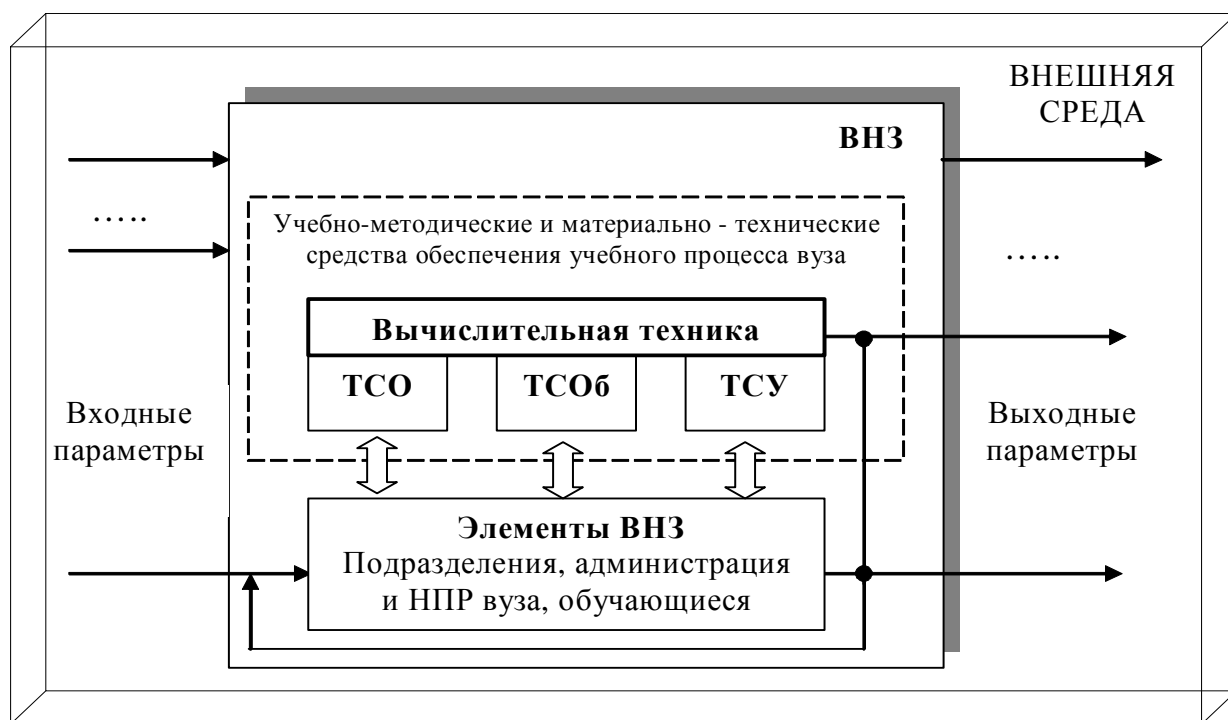 ВНЕШНЯЯ
СРЕДА
ВНЗ
…..
Учебно-методические и материально - технические
средства обеспечения учебного процесса вуза
…..
Вычислительная техника
ТСО
ТСОб
ТСУ
Входные
параметры
Выходные
параметры
Элементы ВНЗ
Подразделения, администрация
и НПР вуза, обучающиеся